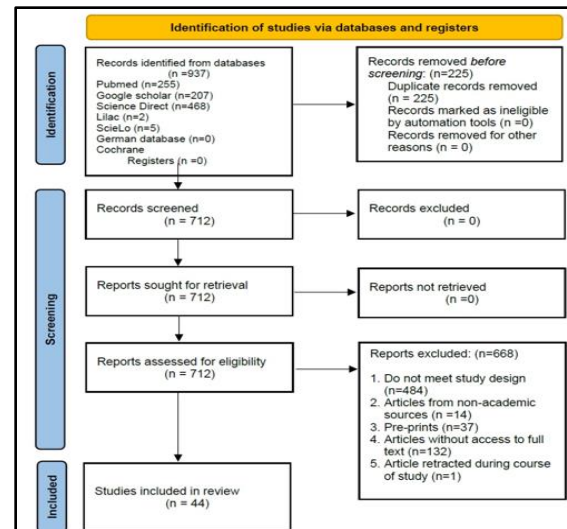 Identification of studies via databases and registers
Identification
Records identified from databases
(n =937)
Pubmed (n=255)
Google scholar (n=207)
Science Direct (n=468)
Lilac (n=2)
ScieLo (n=5)
German database (n=0)
Cochrane
Registers (n =0)
Records removed before
screening: (n=225)
Duplicate records removed
(n = 225)
Records marked as ineligible
by automation tools (n =0)
Records removed for other
reasons (n = 0)
Screening
Records screened
(n = 712)
Records excluded
(n = 0)
Reports sought for retrieval
(n = 712)
Reports not retrieved
(n =0)
Reports assessed for eligibility
(n = 712)
Reports excluded: (n=668)
1. Do not meet study design
(n=484)
2. Articles from non-academic
sources (n =14)
3. Pre-prints (n=37)
4. Articles without access to full
text (n=132)
5. Article retracted during course
of study (n=1)
Included
Studies included in review
(n = 44)